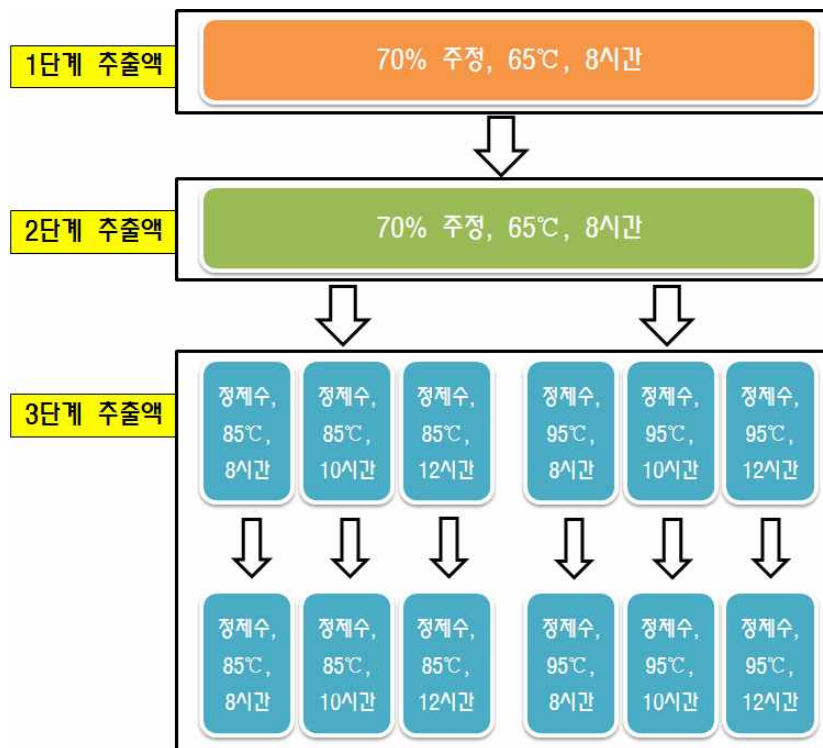 1단계 추출액
70% 주정, 65℃, 8시간
2단계 추출액
70% 주정, 65℃, 8시간
3단계 추출액
정제수,
85℃,
8시간
정제수,
85℃,
10시간
정제수,
85℃,
12시간
정제수,
95℃,
8시간
정제수,
95℃,
10시간
정제수,
95℃,
12시간
정제수,
85℃,
8시간
정제수,
85℃,
10시간
정제수,
85℃,
12시간
정제수,
95℃,
8시간
정제수,
95℃,
10시간
정제수,
95℃,
12시간